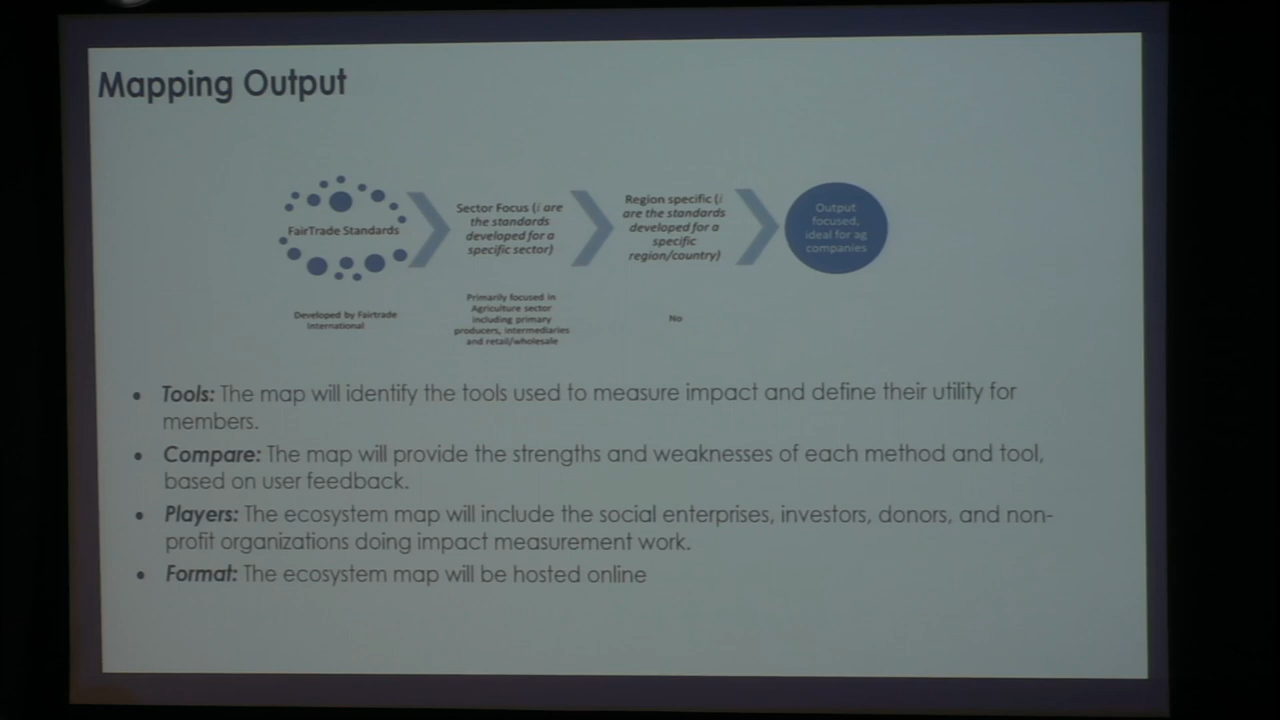 Mapping Output
FairTrade Standards
Sector Focus (i are
the standards
developed for a
specific sector)
Region specific (i
are the standards
developed for a
specific
region/country)
Output
focused,
ideal for ag
companies
Developed by Fairtrade
International
Primarily focused in
Agriculture sector
including primary
producers, intermediaries
and retail/wholesale
No
• Tools: The map will identify the tools used to measure impact and define their utility for
members.
• Compare: The map will provide the strengths and weaknesses of each method and tool,
based on user feedback.
• Players: The ecosystem map will include the social enterprises, investors, donors, and non-
profit organizations doing impact measurement work.
• Format: The ecosystem map will be hosted online